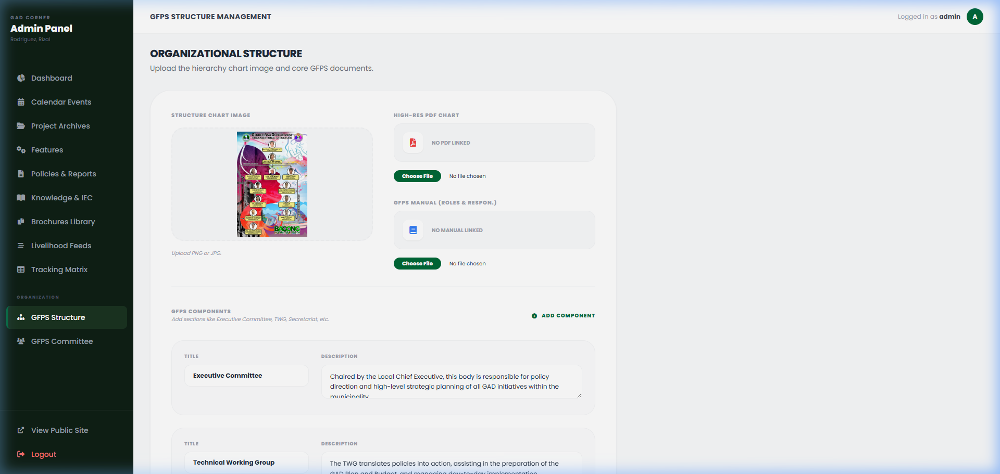 GAD CORNER
Admin Panel
Rodriguez, Rizal
Dashboard
Calendar Events
Project Archives
Features
Policies & Reports
Knowledge & IEC
Brochures Library
Livelihood Feeds
Tracking Matrix
ORGANIZATION
GFPS Structure
GFPS Committee
View Public Site
Logout
GFPS STRUCTURE MANAGEMENT
Logged in as admin
A
ORGANIZATIONAL STRUCTURE
Upload the hierarchy chart image and core GFPS documents.
STRUCTURE CHART IMAGE
GENDER AND DEVELOPMENT
ORGANIZATIONAL STRUCTURE
BAGONG
Upload PNG or JPG.
HIGH-RES PDF CHART
NO PDF LINKED
Choose File
No file chosen
GFPS MANUAL (ROLES & RESPON.)
NO MANUAL LINKED
Choose File
No file chosen
GFPS COMPONENTS
Add sections like Executive Committee, TWG, Secretariat, etc.
ADD COMPONENT
TITLE
Executive Committee
DESCRIPTION
Chaired by the Local Chief Executive, this body is responsible for policy
direction and high-level strategic planning of all GAD initiatives within the
municipality.
TITLE
Technical Working Group
DESCRIPTION
The TWG translates policies into action, assisting in the preparation of the
GAD Plan and Budget, and managing day-to-day implementation.